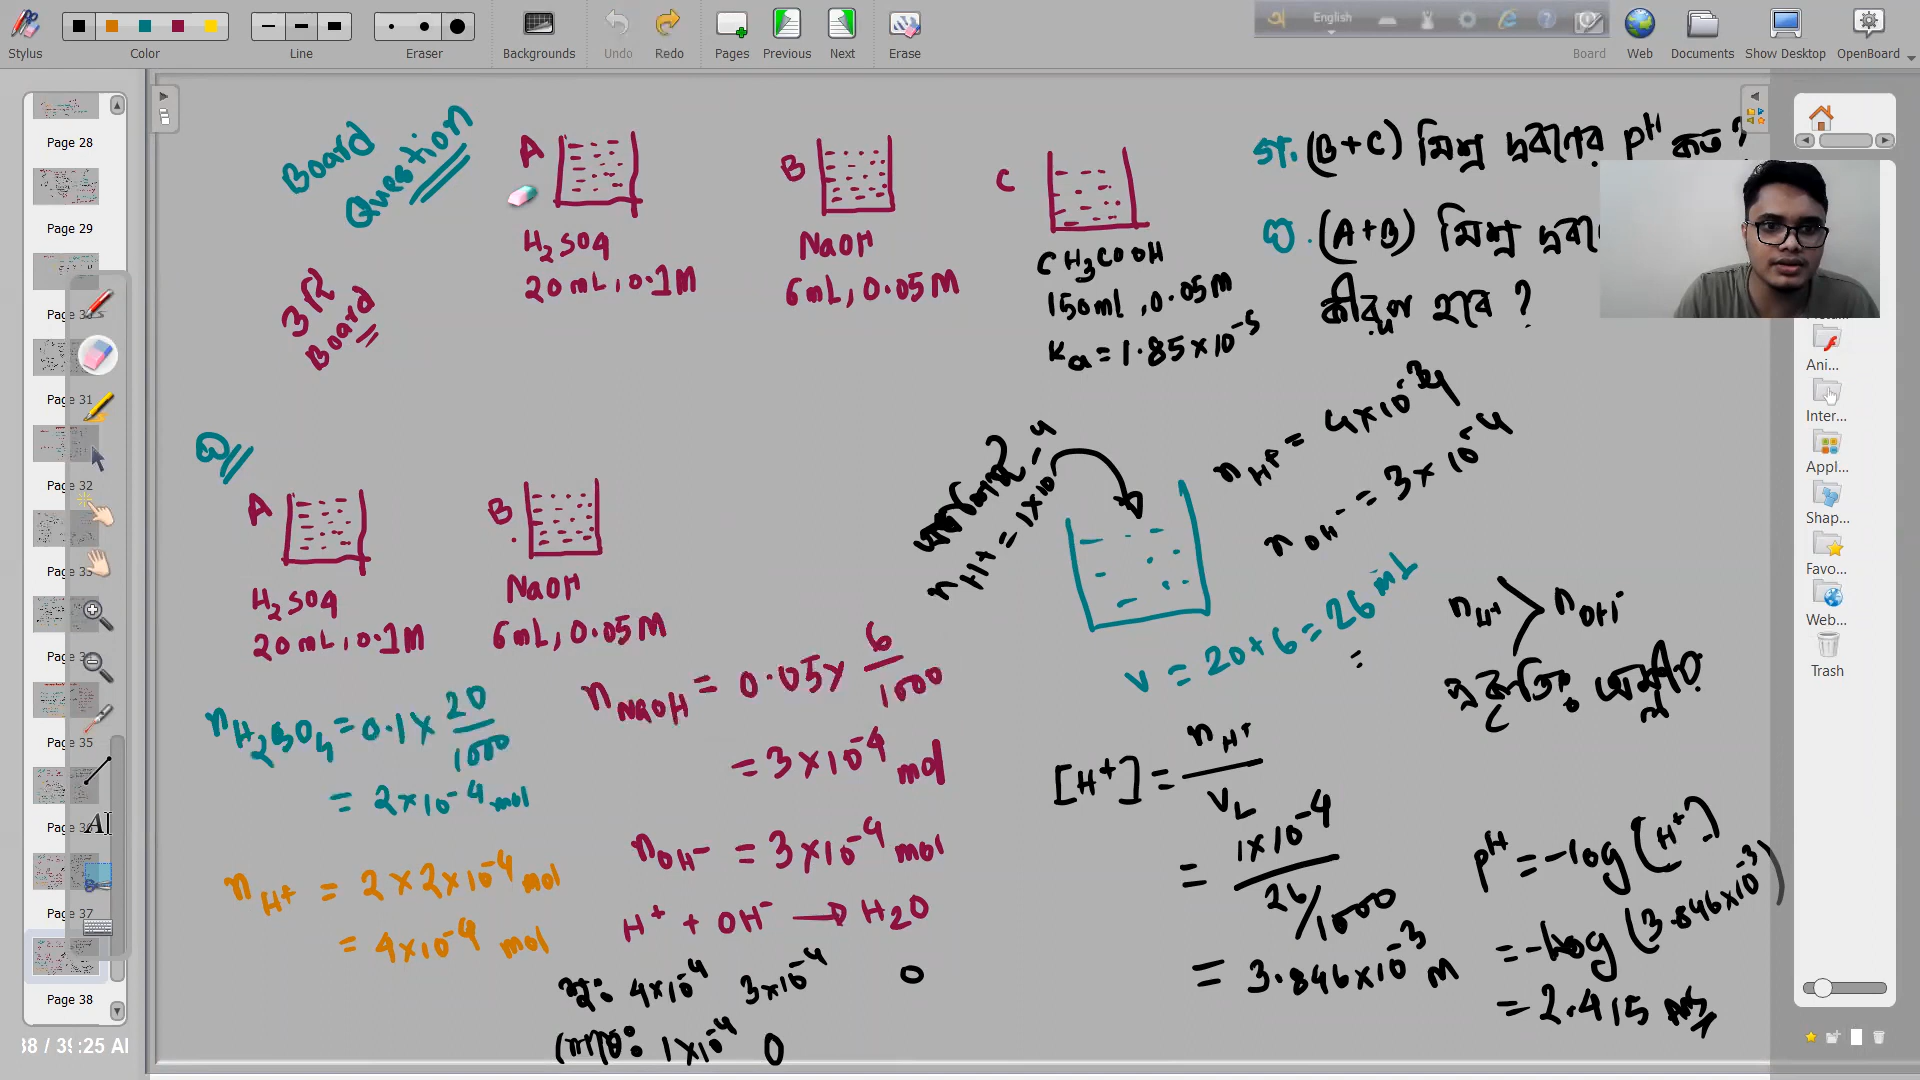 Stylus
Color
Line
Eraser
Backgrounds
Undo
Redo
Pages
Previous
Next
Erase
English
Board
Web
Documents
Show Desktop
OpenBoard
Page 28
Page 29
Page 31
Page 32
Page 35
Page 37
Page 38
38 / 39
Board
Question
Board
A
H2SO4
20mL, 0.1M
B
NaOH
6mL, 0.05M
C
CH3COOH
150mL, 0.05M
Ka = 1.85×10^-5
গ. (B+C) মিশ্র দ্রবণের pH কত?
ঘ. (A+B) মিশ্র
কীরূপ হবে ?
ঘ
A
H2SO4
20mL, 0.1M
B
NaOH
6mL, 0.05M
nH2SO4 = 0.1× 20/1000
= 2×10^-4 mol
nH+ = 2×2×10^-4 mol
= 4×10^-4 mol
nNaOH = 0.05× 6/1000
= 3×10^-4 mol
nOH- = 3×10^-4 mol
H+ + OH- → H2O
4×10^-4 3×10^-4 0
1×10^-4 0
nH+ = 1×10^-4
nH+ = 4×10^-4
nOH- = 3×10^-4
V = 20+6 = 26mL
=
nH+ > nOH-
[H+] = nH+/VL
= 1×10^-4 / 26/1000
= 3.846×10^-3 M
pH = -log[H+]
= -log(3.846×10^-3)
= 2.415 Ans
Ani...
Inter...
Appl...
Shap...
Favo...
Web...
Trash